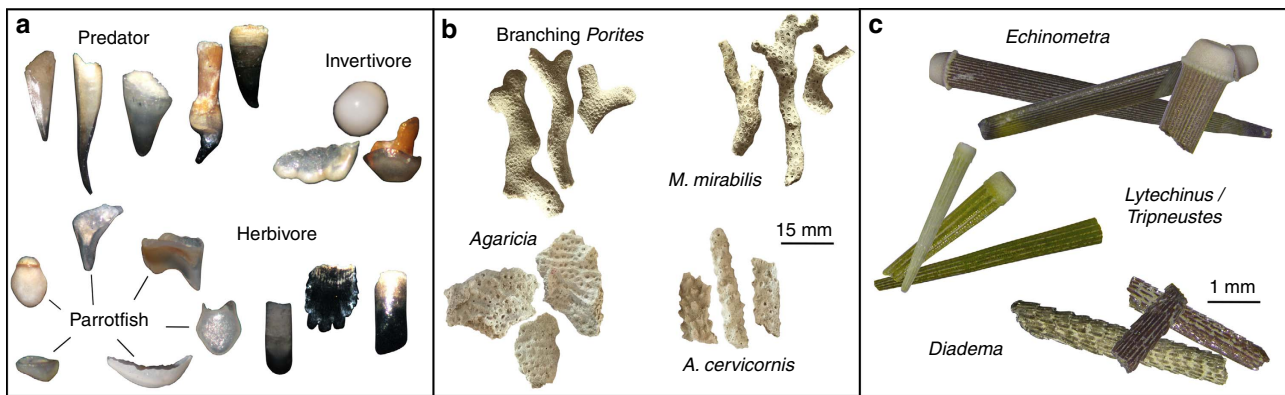 a
Predator
Invertivore
Herbivore
Parrotfish
b
Branching Porites
M. mirabilis
15 mm
Agaricia
A. cervicornis
c
Echinometra
Lytechinus /
Tripneustes
1 mm
Diadema